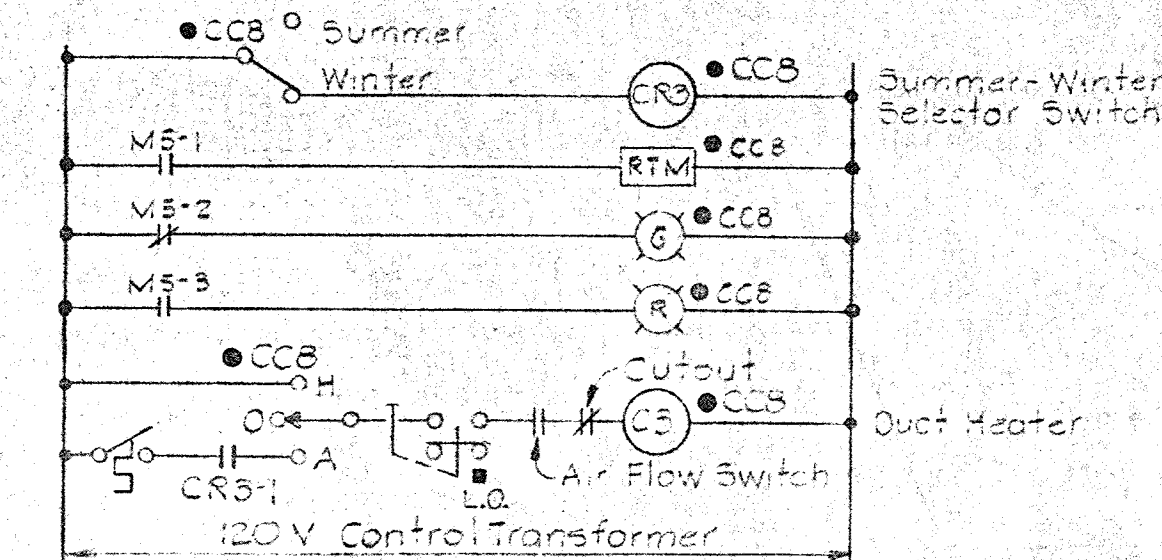 CC8 Summer
Winter
CR3 CC8
Summer-Winter
Selector Switch
M5-1
RTM CC8
M5-2
G CC8
M5-3
R CC8
CC8
H
Cutout
O
C3 CC8
Duct Heater
A
CR3-1
L.O.
Air Flow Switch
120 V Control Transformer